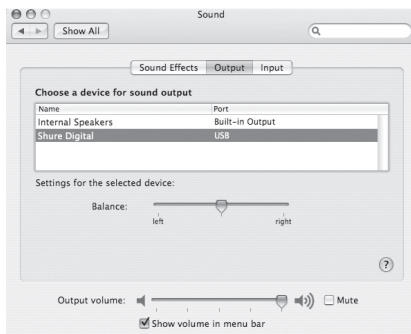 Sound
Show All
Sound Effects Output Input
Choose a device for sound output
Name Port
Internal Speakers Built-in Output
Shure Digital USB
Settings for the selected device:
Balance:
left right
?
Output volume: Mute
Show volume in menu bar